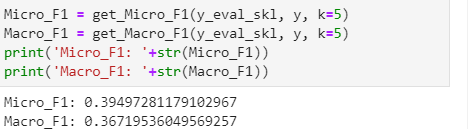 Micro_F1 = get_Micro_F1(y_eval_skl, y, k=5)
Macro_F1 = get_Macro_F1(y_eval_skl, y, k=5)
print('Micro_F1: '+str(Micro_F1))
print('Macro_F1: '+str(Macro_F1))
Micro_F1: 0.39497281179102967
Macro_F1: 0.36719536049569257